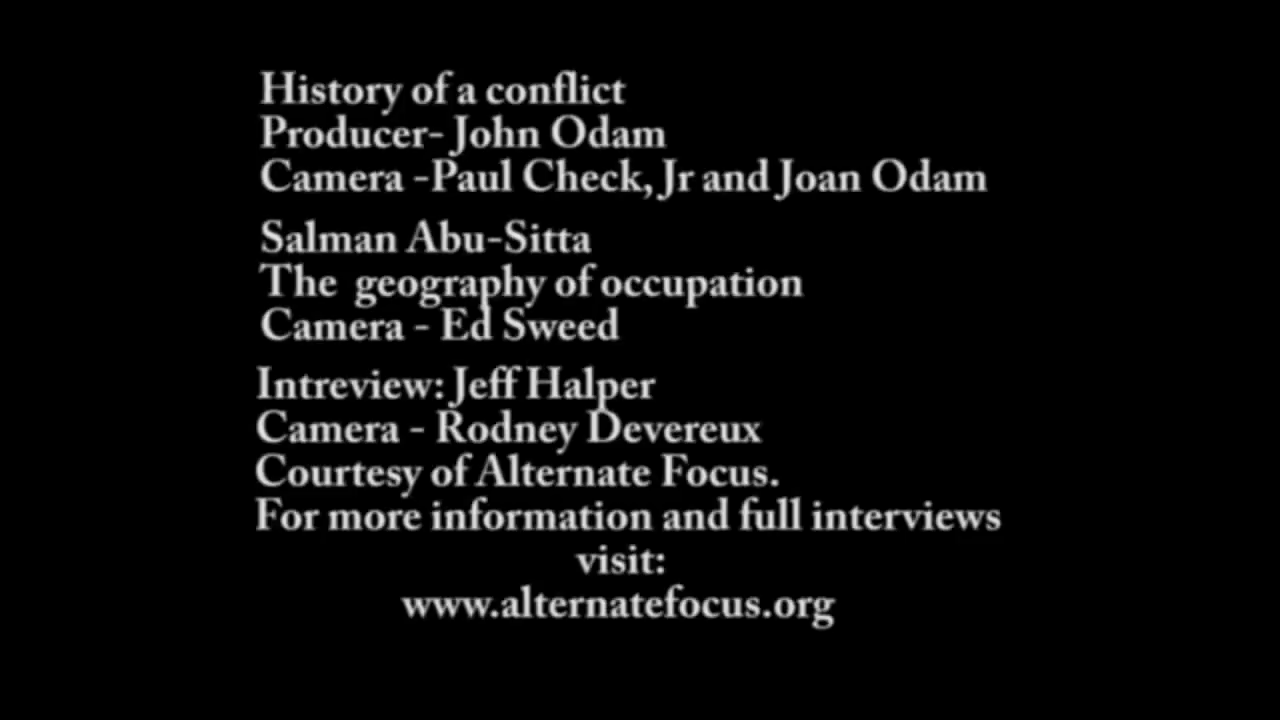 History of a conflict
Producer- John Odam
Camera -Paul Check, Jr and Joan Odam
Salman Abu-Sitta
The  geography of occupation
Camera - Ed Sweed
Intreview: Jeff Halper
Camera - Rodney Devereux
Courtesy of Alternate Focus.
For more information and full interviews
visit:
www.alternatefocus.org